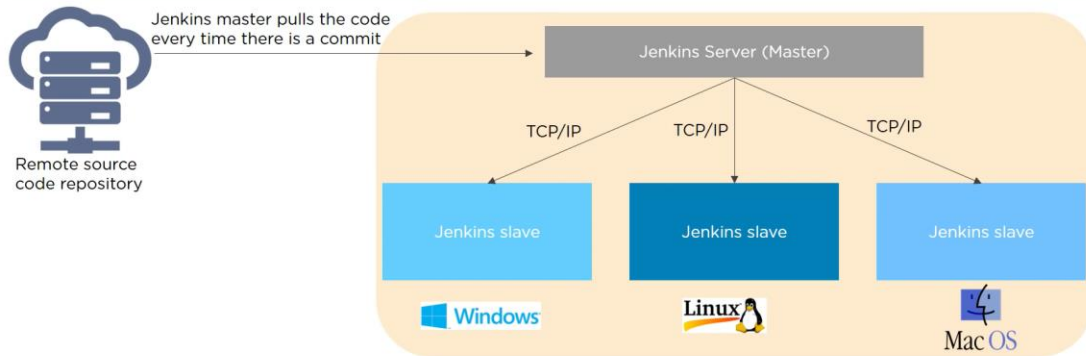 Jenkins master pulls the code
every time there is a commit
Jenkins Server (Master)
TCP/IP
TCP/IP
TCP/IP
Remote source
code repository
Jenkins slave
Jenkins slave
Jenkins slave
Windows
Linux
Mac OS